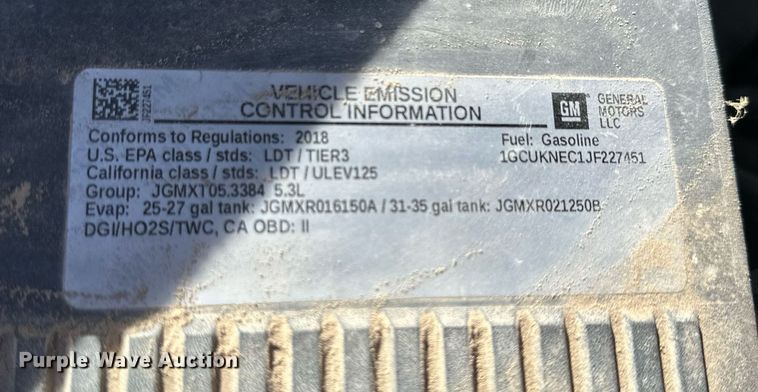 JF227451
VEHICLE EMISSION
CONTROL INFORMATION
GM
GENERAL
MOTORS
LLC
Conforms to Regulations: 2018
Fuel: Gasoline
U.S. EPA class / stds: LDT / TIER3
1GCUKNEC1JF227451
California class / stds: LDT / ULEV125
Group: JGMXT05.3384 5.3L
Evap: 25-27 gal tank: JGMXR016150A / 31-35 gal tank: JGMXR021250B
DGI/HO2S/TWC, CA OBD: II
Purple Wave Auction